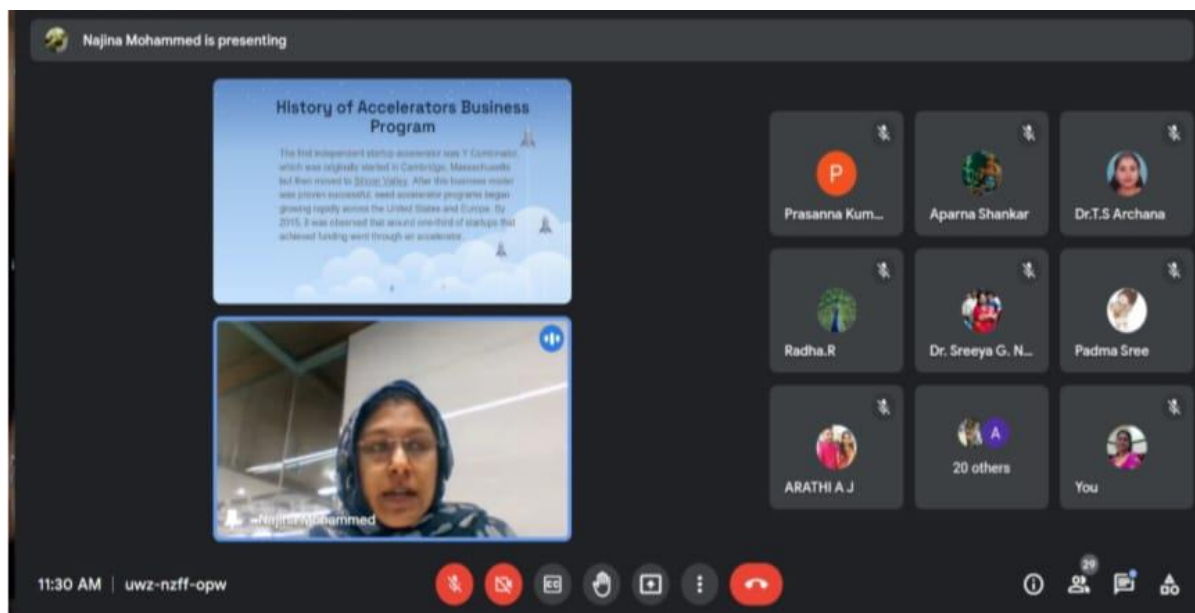 Najina Mohammed is presenting
History of Accelerators Business
Program
The first independent startup accelerator was Y Combinator,
which was originally started in Cambridge, Massachusetts
but then moved to Silicon Valley. After this business model
was proven successful, seed accelerator programs began
growing rapidly across the United States and Europe. By
2015, it was observed that around one-third of startups that
achieved funding went through an accelerator.
Najina Mohammed
P
Prasanna Kum...
Aparna Shankar
Dr.T.S Archana
Radha.R
Dr. Sreeya G. N...
Padma Sree
ARATHI A J
A
20 others
You
11:30 AM | uwz-nzff-opw
CC
29